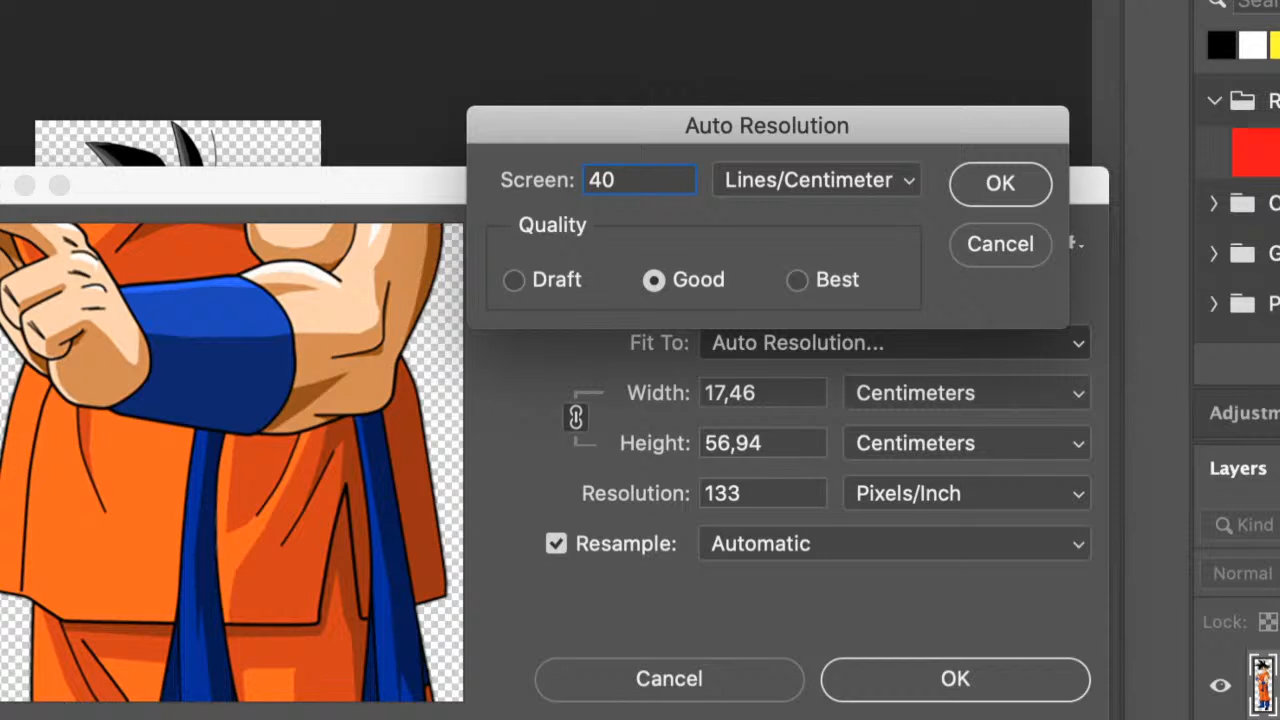 Sear
Auto Resolution
Screen: 40 Lines/Centimeter OK
Quality
Cancel
Draft Good Best
Fit To: Auto Resolution...
Width: 17,46 Centimeters
Height: 56,94 Centimeters
Resolution: 133 Pixels/Inch
Resample: Automatic
Cancel OK
R
C
G
P
Adjustm
Layers
Kind
Normal
Lock: